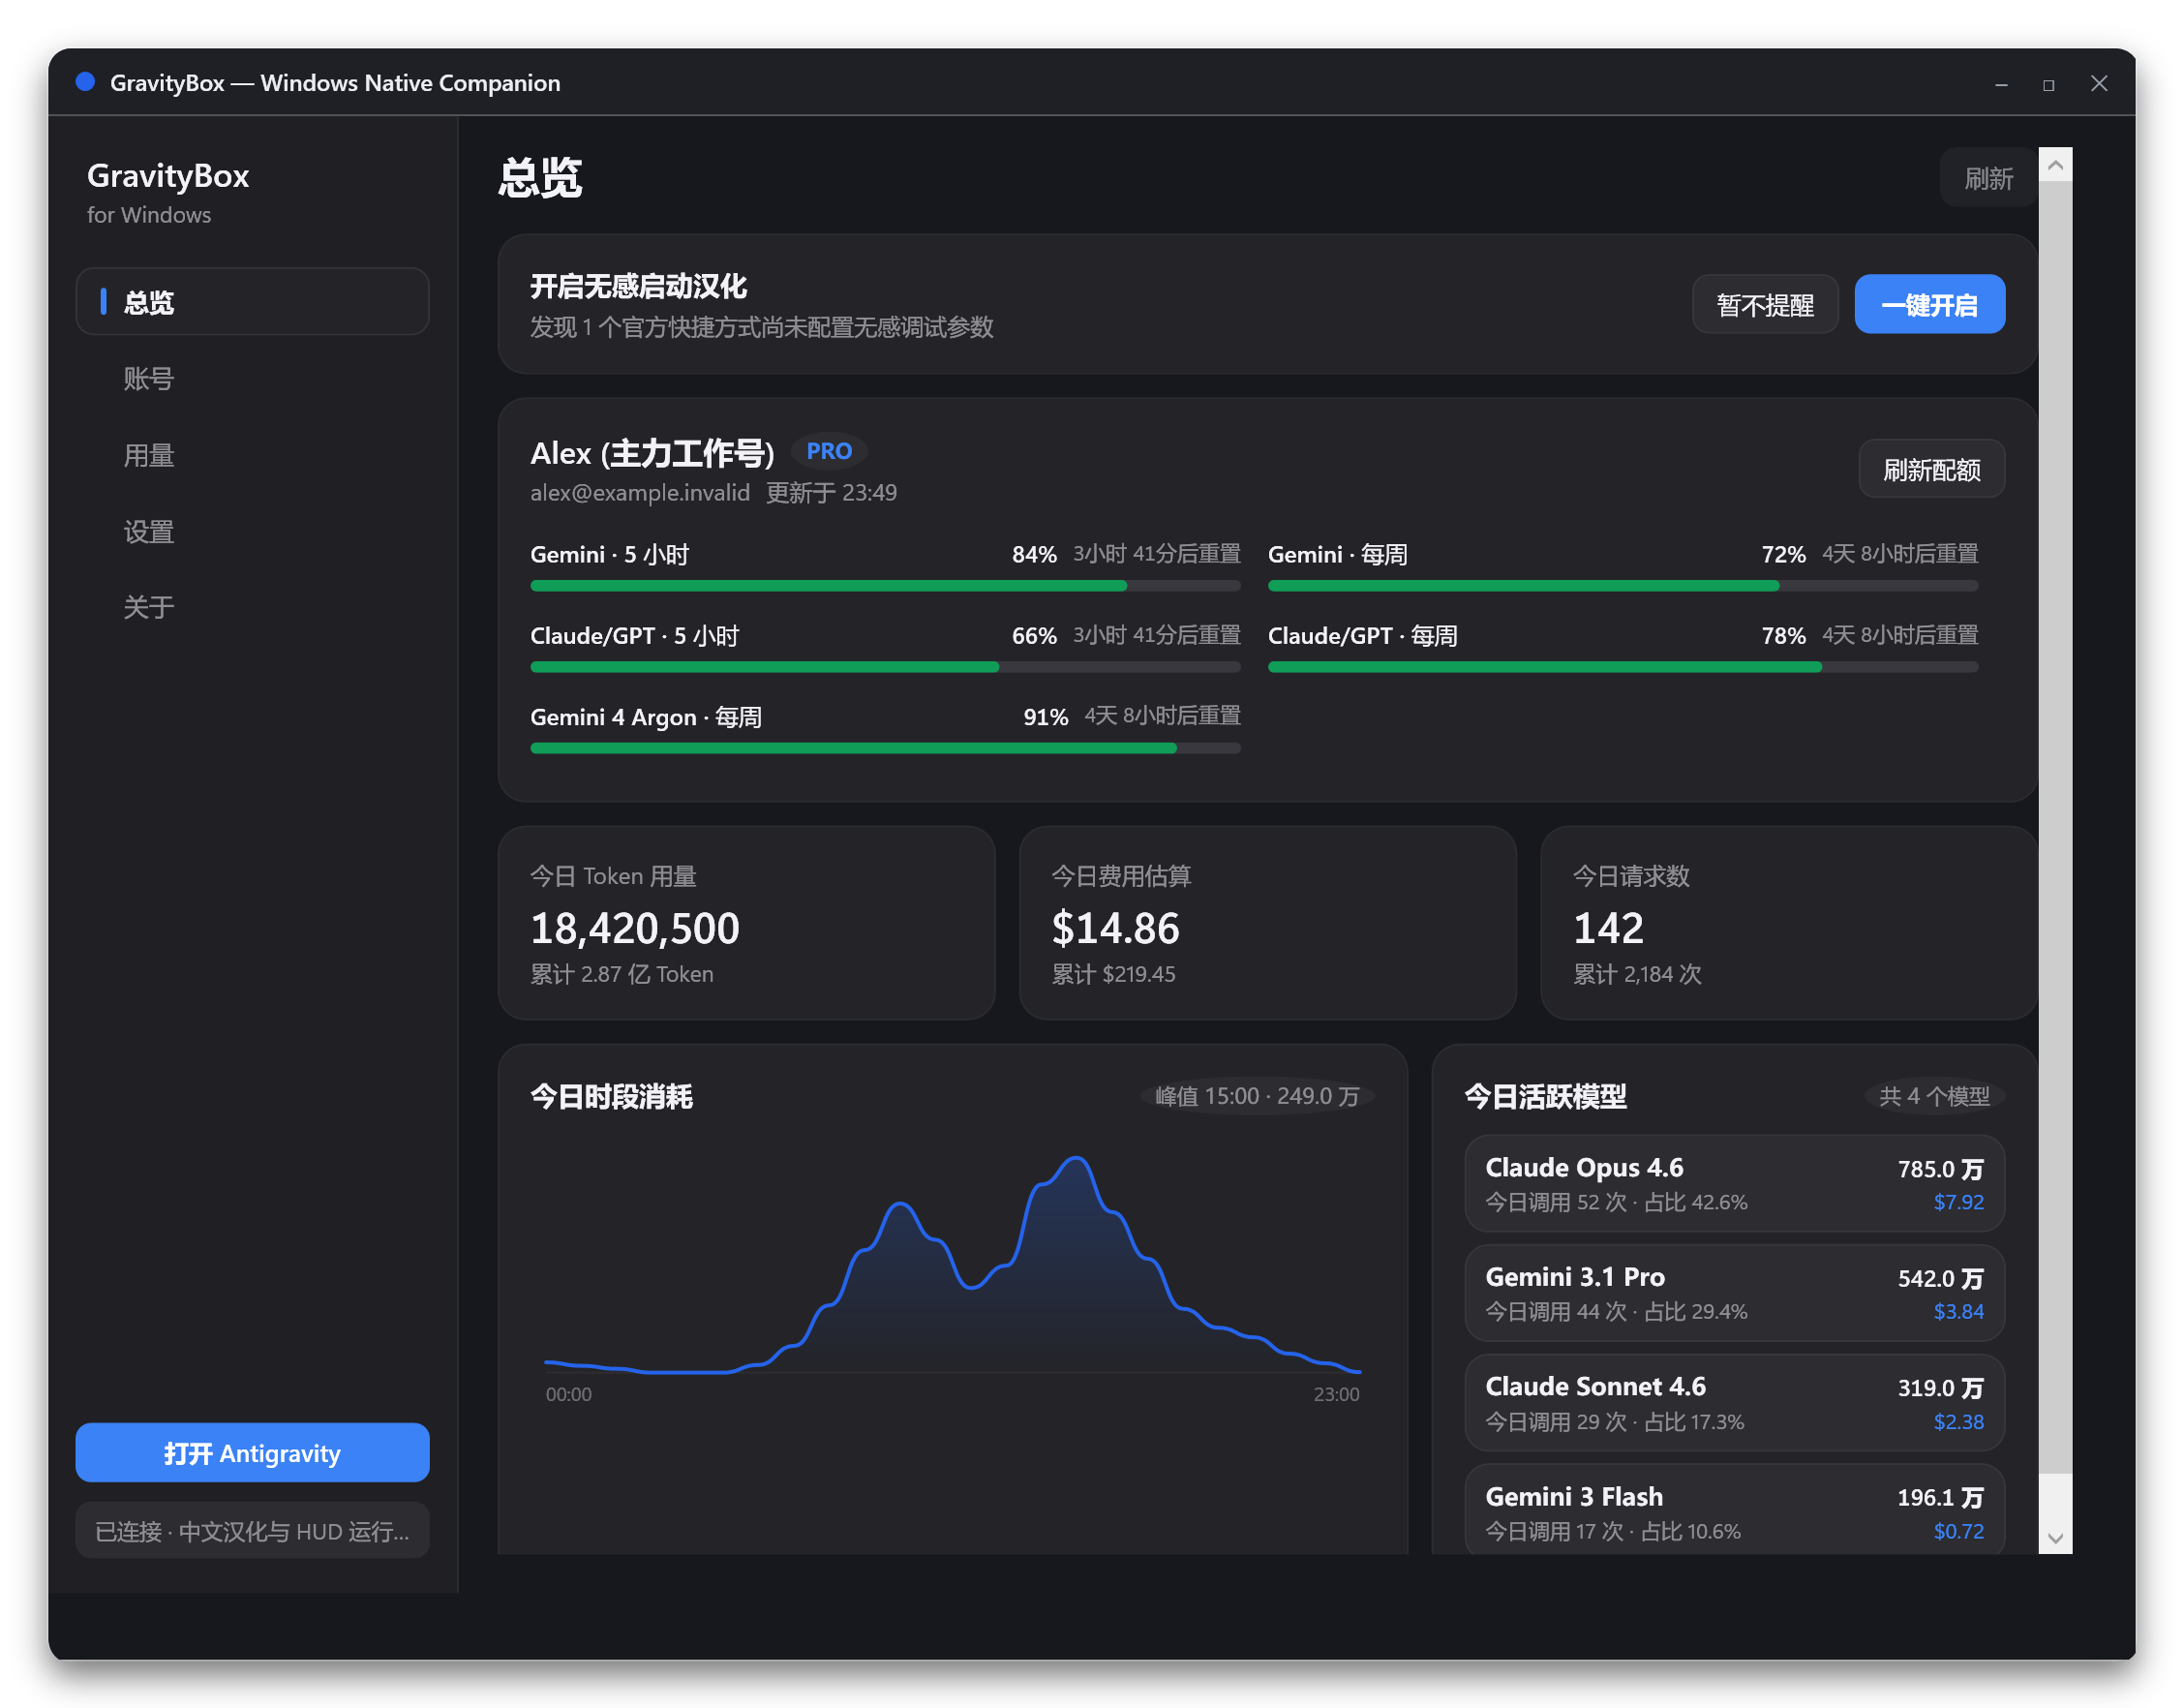 GravityBox — Windows Native Companion
GravityBox
for Windows
总览
账号
用量
设置
关于
打开 Antigravity
已连接 · 中文汉化与 HUD 运行...
总览
刷新
开启无感启动汉化
发现 1 个官方快捷方式尚未配置无感调试参数
暂不提醒
一键开启
Alex (主力工作号) PRO
alex@example.invalid 更新于 23:49
刷新配额
Gemini · 5 小时 84% 3小时 41分后重置
Gemini · 每周 72% 4天 8小时后重置
Claude/GPT · 5 小时 66% 3小时 41分后重置
Claude/GPT · 每周 78% 4天 8小时后重置
Gemini 4 Argon · 每周 91% 4天 8小时后重置
今日 Token 用量
18,420,500
累计 2.87 亿 Token
今日费用估算
$14.86
累计 $219.45
今日请求数
142
累计 2,184 次
今日时段消耗
峰值 15:00 · 249.0 万
00:00
23:00
今日活跃模型
共 4 个模型
Claude Opus 4.6 785.0 万
今日调用 52 次 · 占比 42.6% $7.92
Gemini 3.1 Pro 542.0 万
今日调用 44 次 · 占比 29.4% $3.84
Claude Sonnet 4.6 319.0 万
今日调用 29 次 · 占比 17.3% $2.38
Gemini 3 Flash 196.1 万
今日调用 17 次 · 占比 10.6% $0.72